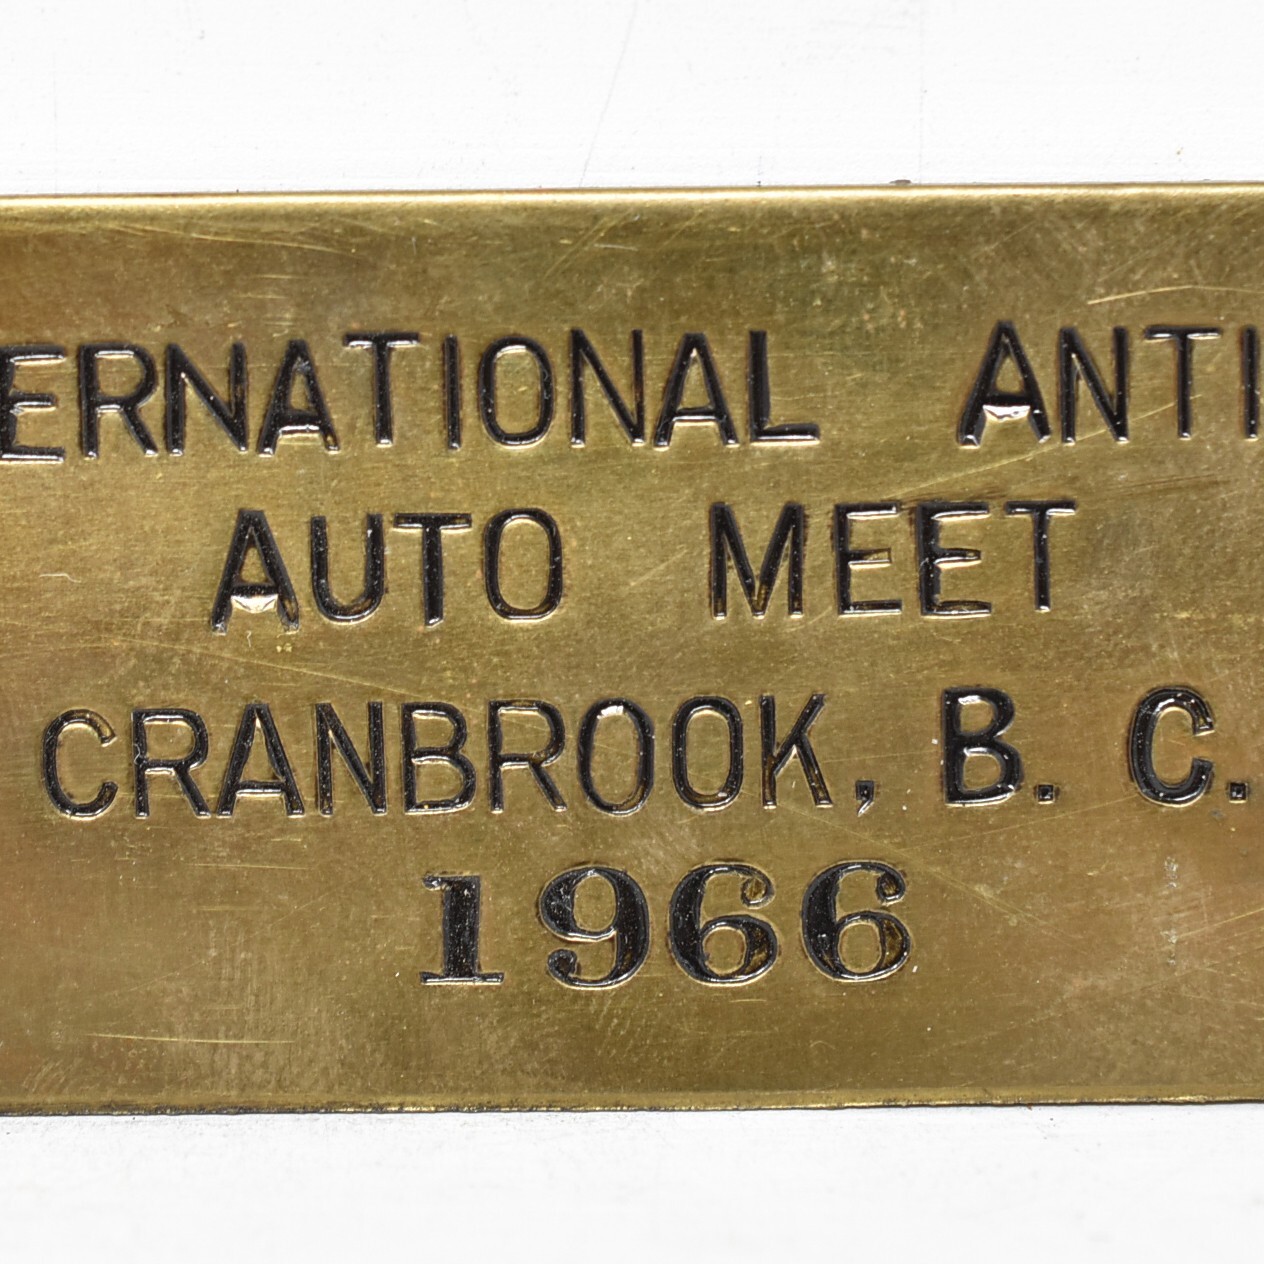 ERNATIONAL ANTI
AUTO MEET
CRANBROOK, B. C.
1966